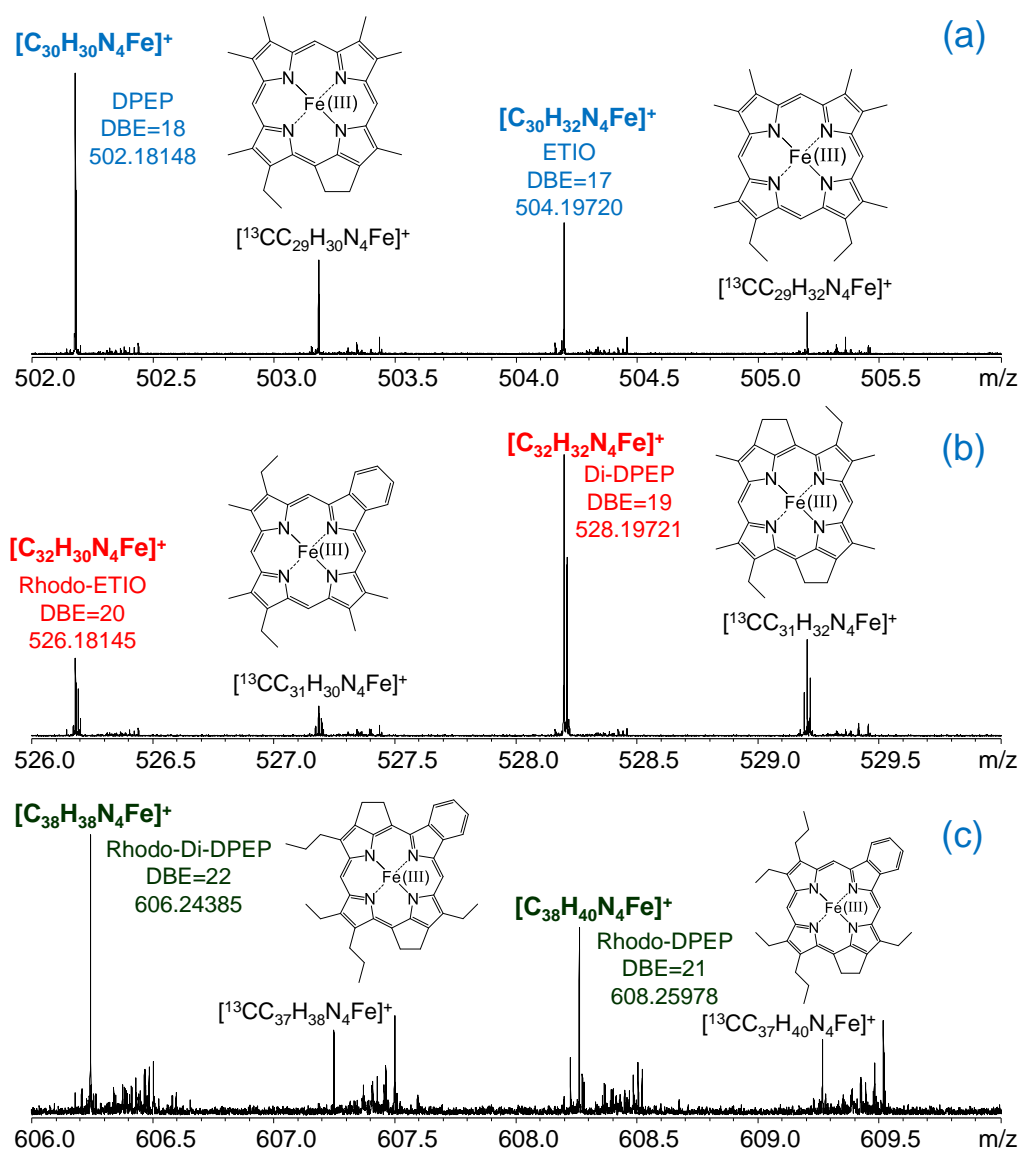 (a)
[C₃₀H₃₀N₄Fe]⁺
DPEP
DBE=18
502.18148
N
N
Fe(III)
N
N
[¹³CC₂₉H₃₀N₄Fe]⁺
[C₃₀H₃₂N₄Fe]⁺
ETIO
DBE=17
504.19720
N
N
Fe(III)
N
N
[¹³CC₂₉H₃₂N₄Fe]⁺
502.0 502.5 503.0 503.5 504.0 504.5 505.0 505.5 m/z
(b)
[C₃₂H₃₀N₄Fe]⁺
Rhodo-ETIO
DBE=20
526.18145
N
N
Fe(III)
N
N
[¹³CC₃₁H₃₀N₄Fe]⁺
[C₃₂H₃₂N₄Fe]⁺
Di-DPEP
DBE=19
528.19721
N
N
Fe(III)
N
N
[¹³CC₃₁H₃₂N₄Fe]⁺
526.0 526.5 527.0 527.5 528.0 528.5 529.0 529.5 m/z
(c)
[C₃₈H₃₈N₄Fe]⁺
Rhodo-Di-DPEP
DBE=22
606.24385
N
N
Fe(III)
N
N
[¹³CC₃₇H₃₈N₄Fe]⁺
[C₃₈H₄₀N₄Fe]⁺
Rhodo-DPEP
DBE=21
608.25978
N
N
Fe(III)
N
N
[¹³CC₃₇H₄₀N₄Fe]⁺
606.0 606.5 607.0 607.5 608.0 608.5 609.0 609.5 m/z